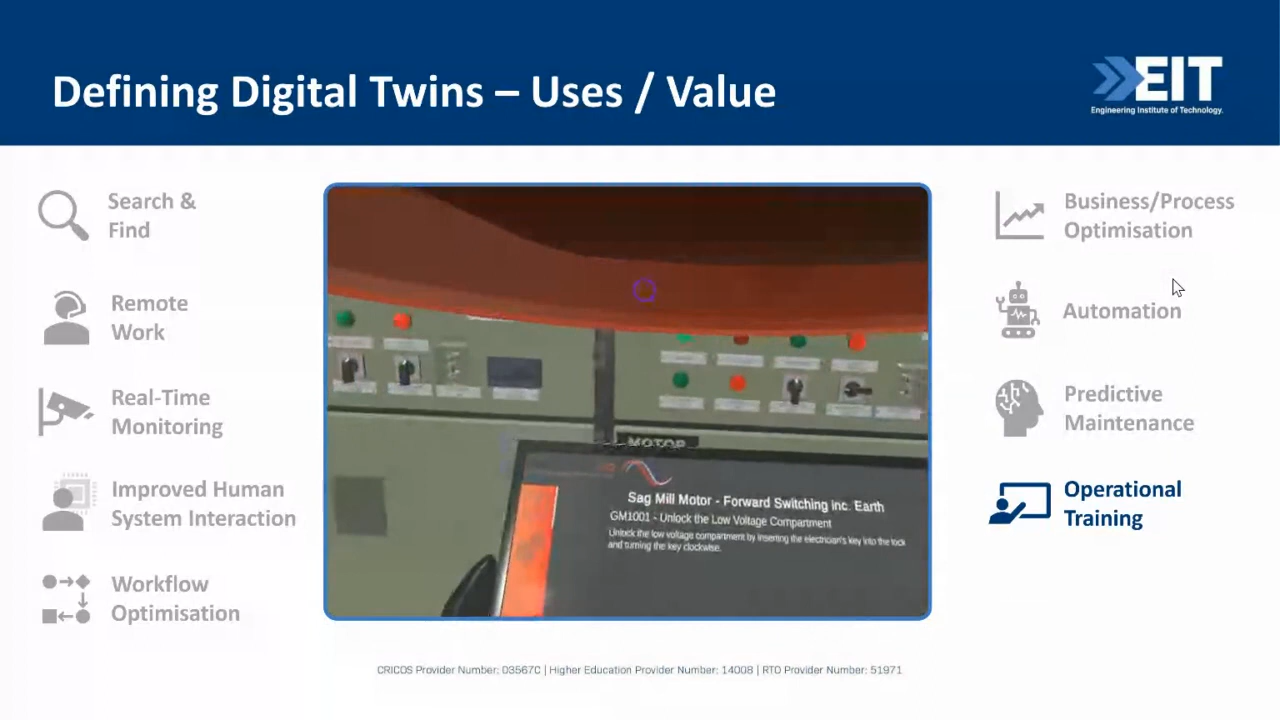 Defining Digital Twins – Uses / Value
EIT
Engineering Institute of Technology.
Search &
Find
Remote
Work
Real-Time
Monitoring
Improved Human
System Interaction
Workflow
Optimisation
MOTOR
Sag Mill Motor - Forward Switching inc. Earth
GM1001 - Unlock the Low Voltage Compartment
Unlock the low voltage compartment by inserting the electrician's key into the lock
and turning the key clockwise.
Business/Process
Optimisation
Automation
Predictive
Maintenance
Operational
Training
CRICOS Provider Number: 03567C | Higher Education Provider Number: 14008 | RTO Provider Number: 51971